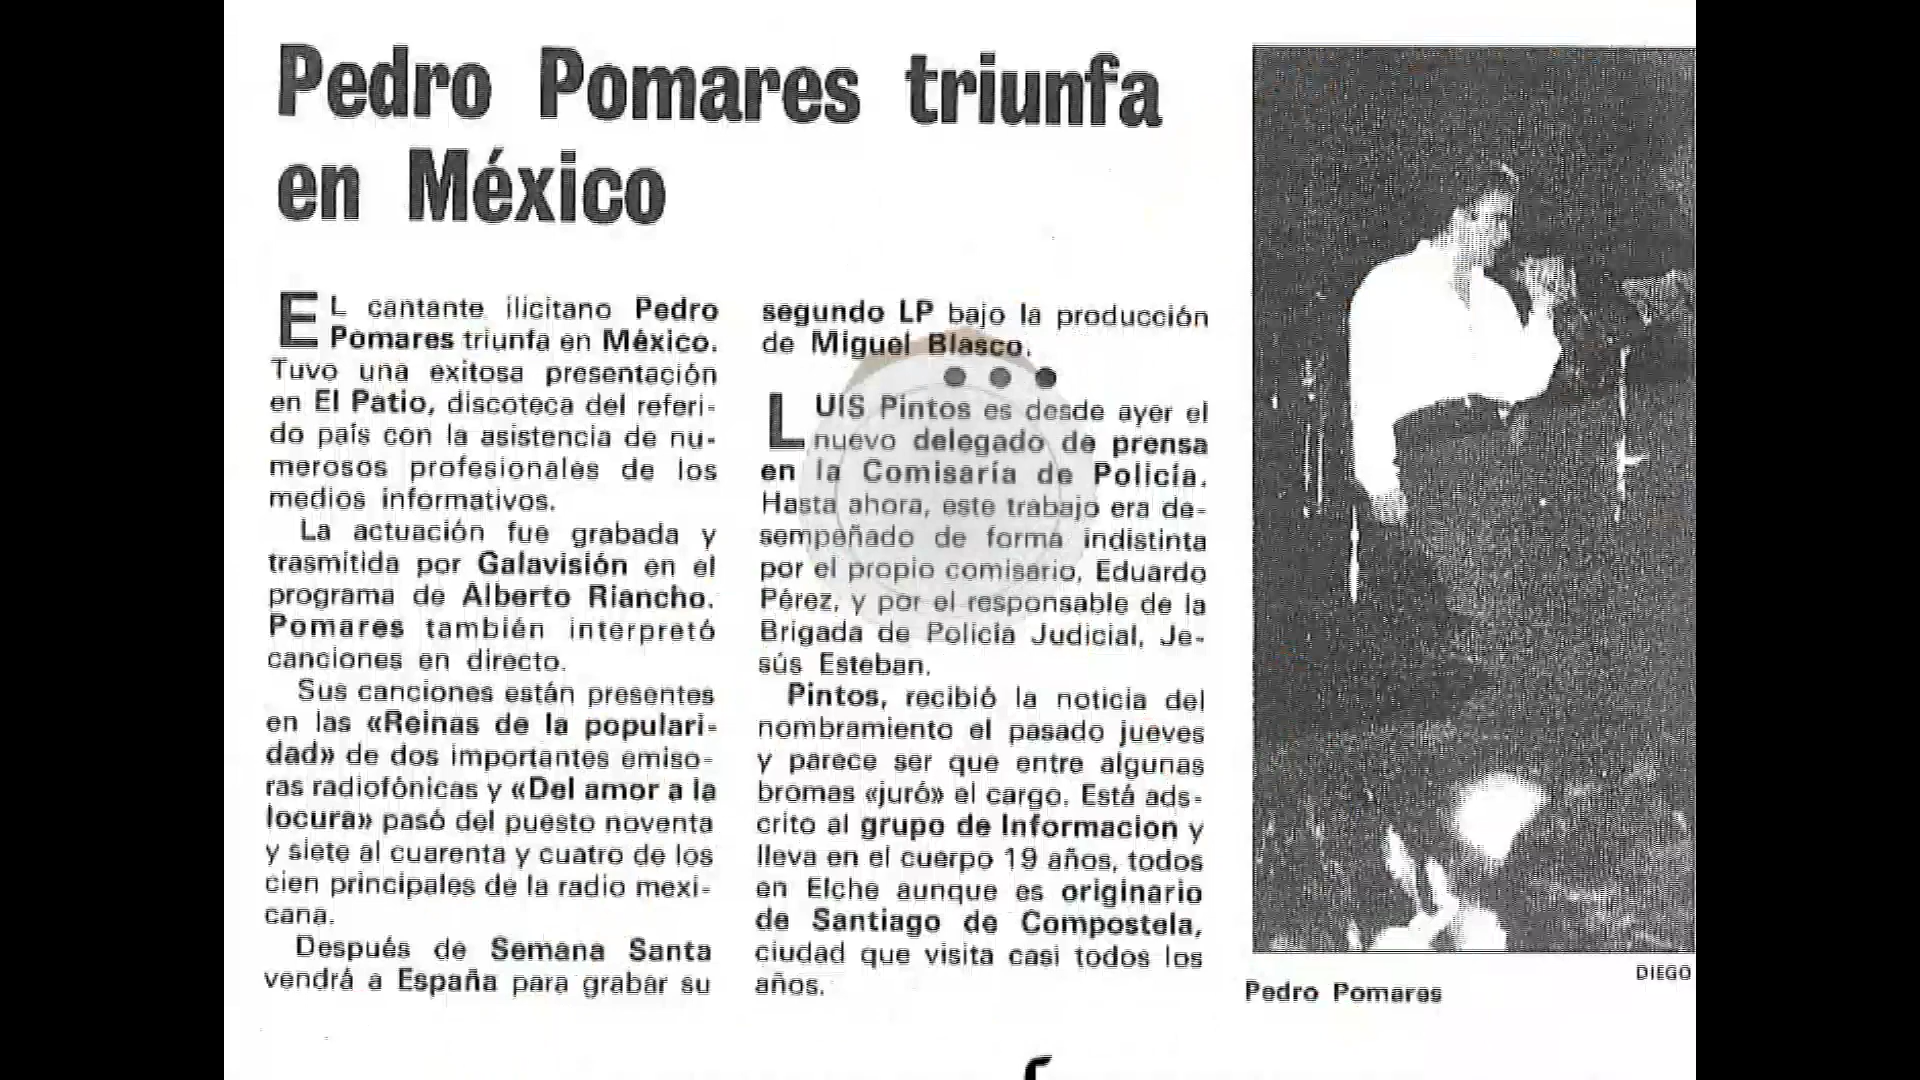 Pedro Pomares triunfa
en México
EL cantante ilicitano Pedro
Pomares triunfa en México.
Tuvo una exitosa presentación
en El Patio, discoteca del referi-
do país con la asistencia de nu-
merosos profesionales de los
medios informativos.
La actuación fue grabada y
trasmitida por Galavisión en el
programa de Alberto Riancho.
Pomares también interpretó
canciones en directo.
Sus canciones están presentes
en las «Reinas de la populari-
dad» de dos importantes emiso-
ras radiofónicas y «Del amor a la
locura» pasó del puesto noventa
y siete al cuarenta y cuatro de los
cien principales de la radio mexi-
cana.
Después de Semana Santa
vendrá a España para grabar su
segundo LP bajo la producción
de Miguel Blasco.
LUIS Pintos es desde ayer el
nuevo delegado de prensa
en la Comisaría de Policía.
Hasta ahora, este trabajo era de-
sempeñado de forma indistinta
por el propio comisario, Eduardo
Pérez, y por el responsable de la
Brigada de Policía Judicial, Je-
sús Esteban.
Pintos, recibió la noticia del
nombramiento el pasado jueves
y parece ser que entre algunas
bromas «juró» el cargo. Está ads-
crito al grupo de Informacion y
lleva en el cuerpo 19 años, todos
en Elche aunque es originario
de Santiago de Compostela,
ciudad que visita casi todos los
años.
DIEGO
Pedro Pomares